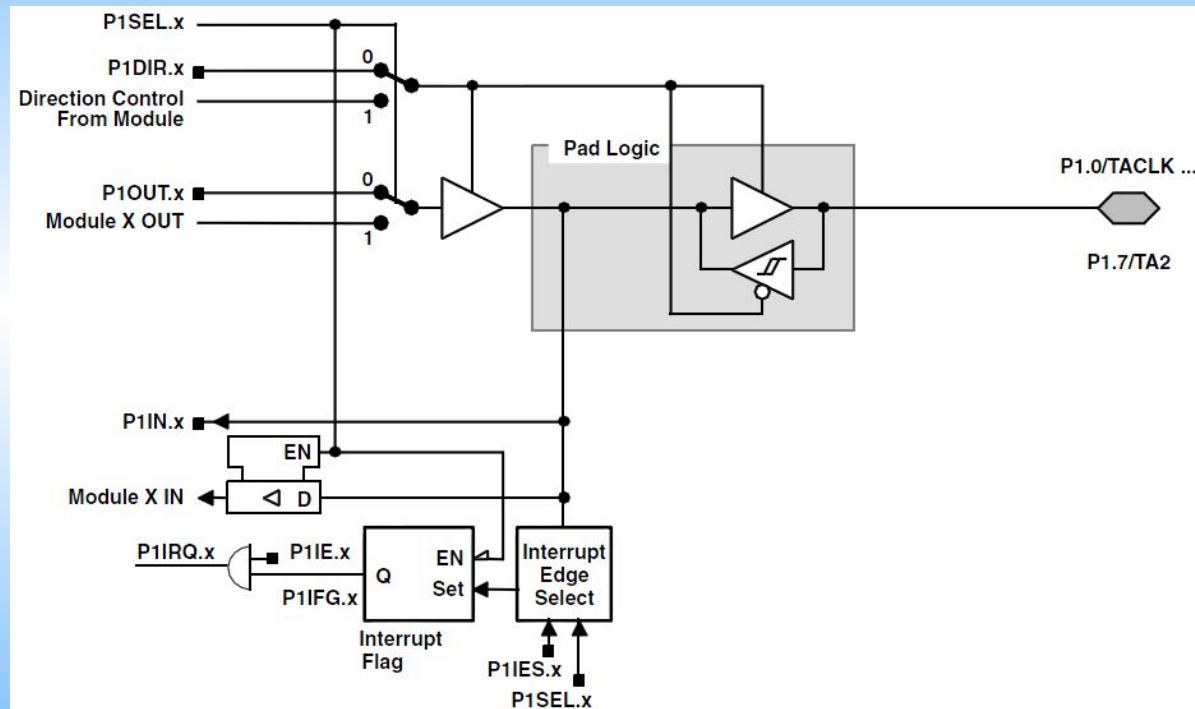 P1SEL.x
P1DIR.x
0
Direction Control
From Module
1
Pad Logic
P1OUT.x
0
Module X OUT
1
P1.0/TACLK ...
P1.7/TA2
P1IN.x
EN
Module X IN
D
P1IRQ.x
P1IE.x
P1IFG.x
Q
EN
Set
Interrupt
Edge
Select
Interrupt
Flag
P1IES.x
P1SEL.x